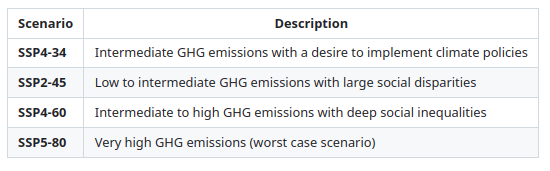 Scenario Description
SSP4-34 Intermediate GHG emissions with a desire to implement climate policies
SSP2-45 Low to intermediate GHG emissions with large social disparities
SSP4-60 Intermediate to high GHG emissions with deep social inequalities
SSP5-80 Very high GHG emissions (worst case scenario)